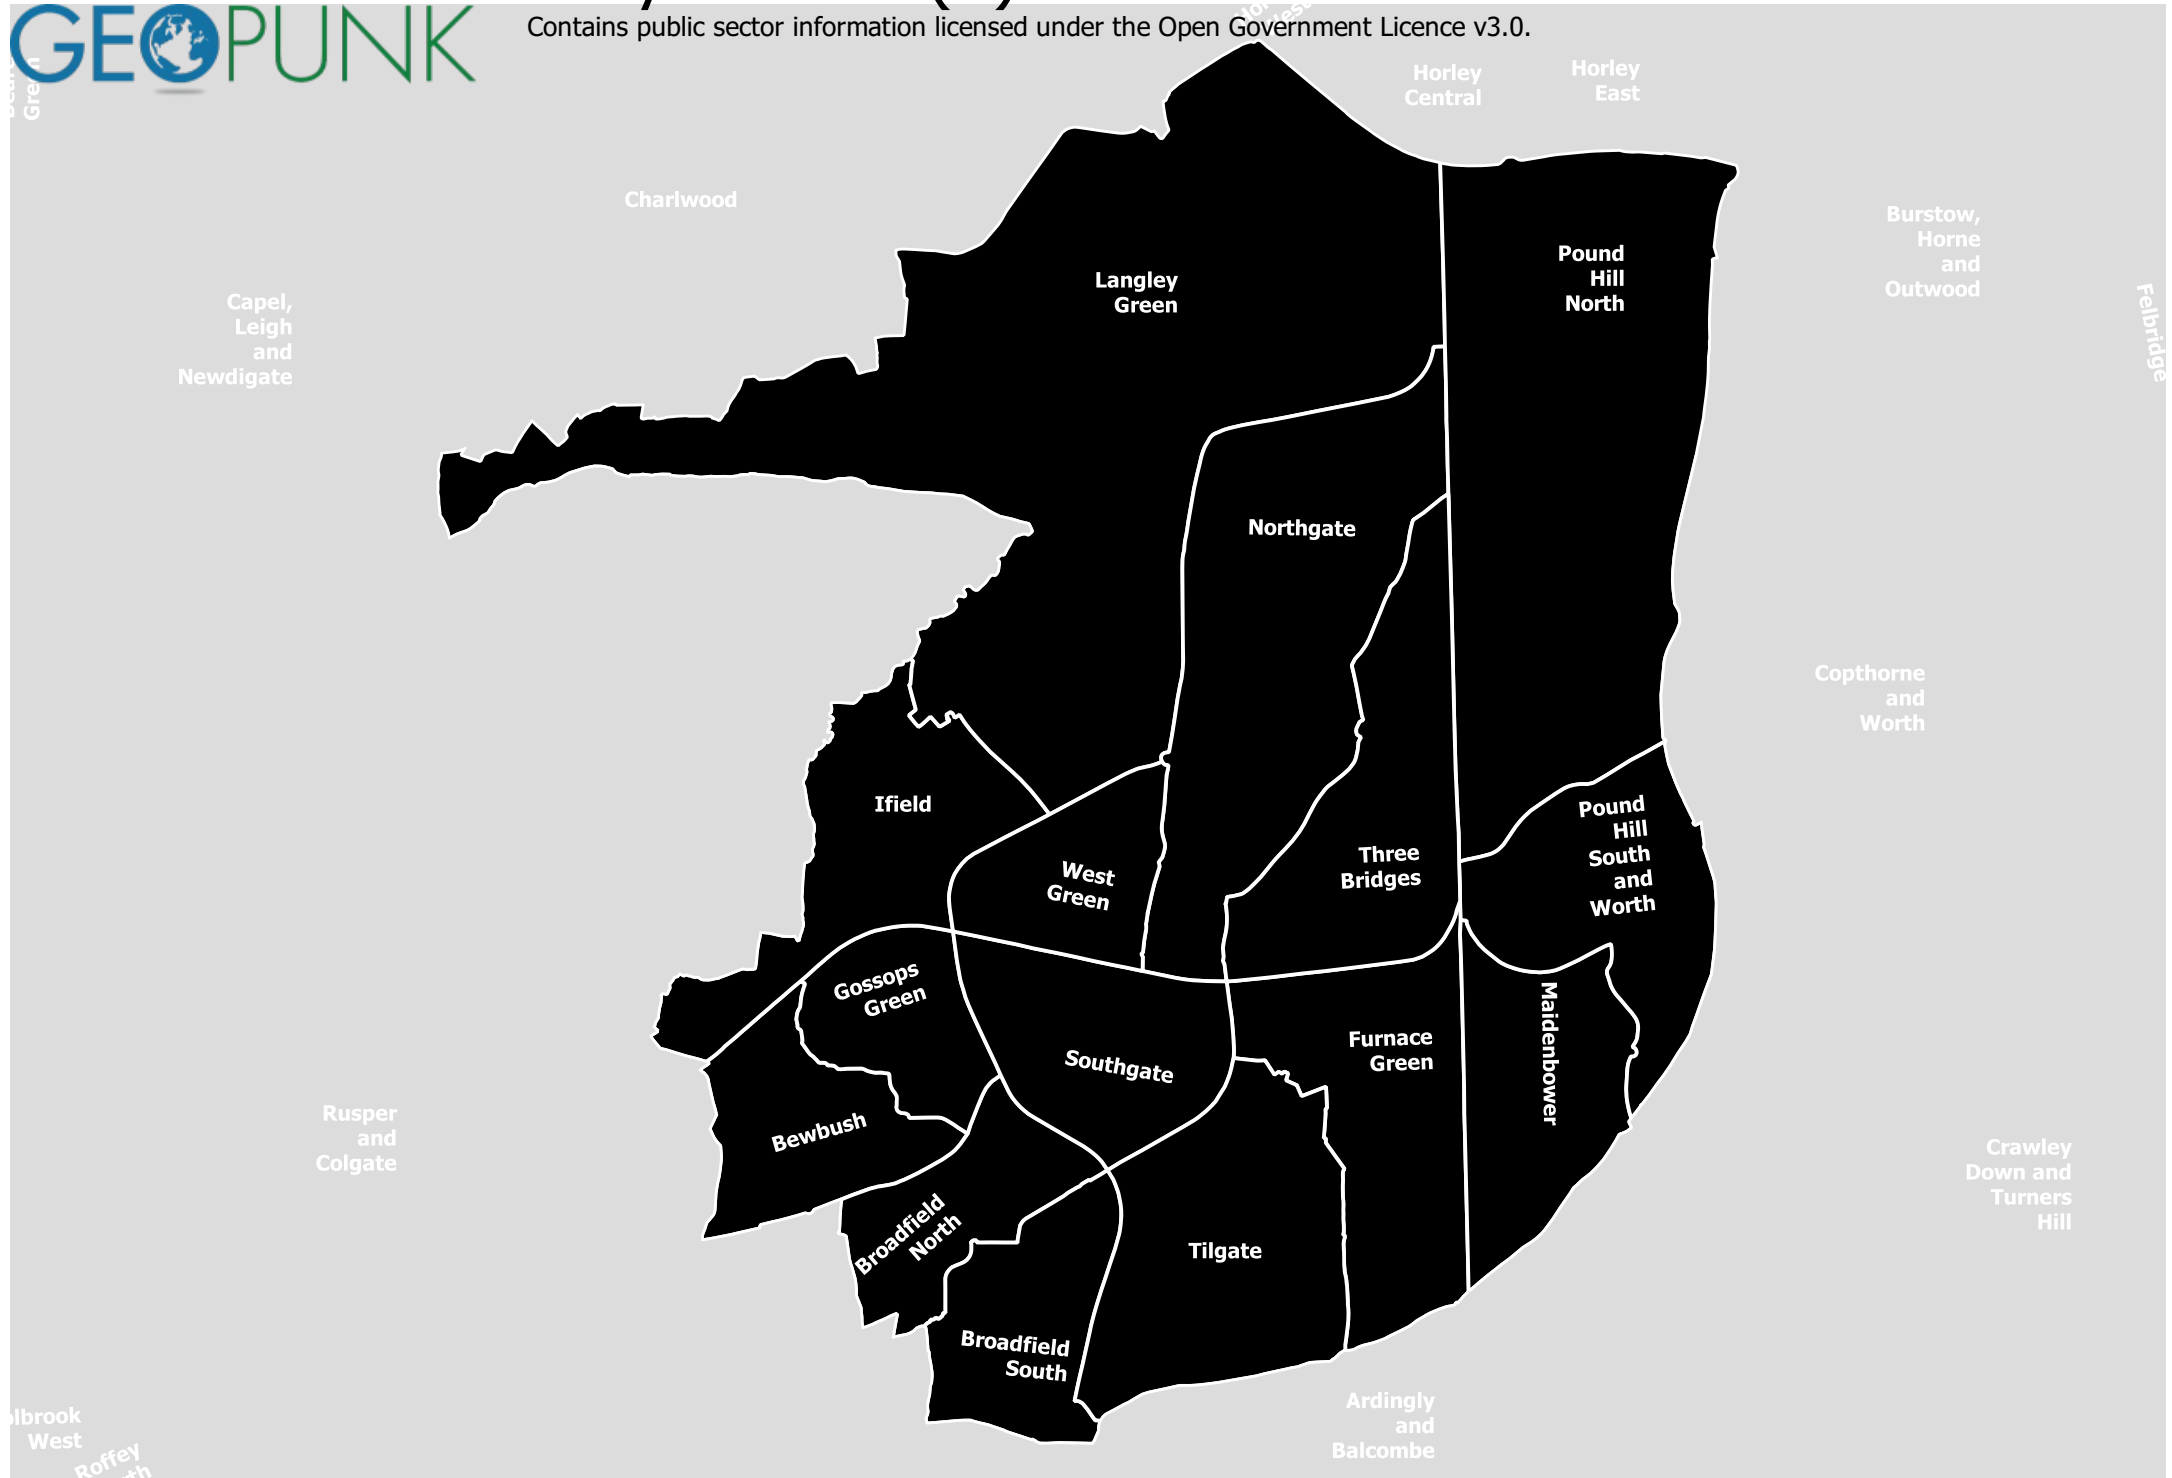 GEOPUNK
Contains public sector information licensed under the Open Government Licence v3.0.
Horley
Central
Horley
East
Charlwood
Burstow,
Horne
and
Outwood
Langley
Green
Pound
Hill
North
Capel,
Leigh
and
Newdigate
Felbridge
Northgate
Copthorne
and
Worth
Ifield
Pound
Hill
South
and
Worth
West
Green
Three
Bridges
Gossops
Green
Maidenbower
Southgate
Furnace
Green
Bewbush
Rusper
and
Colgate
Crawley
Down and
Turners
Hill
Broadfield
North
Tilgate
Broadfield
South
Ardingly
and
Balcombe
West
Roffey